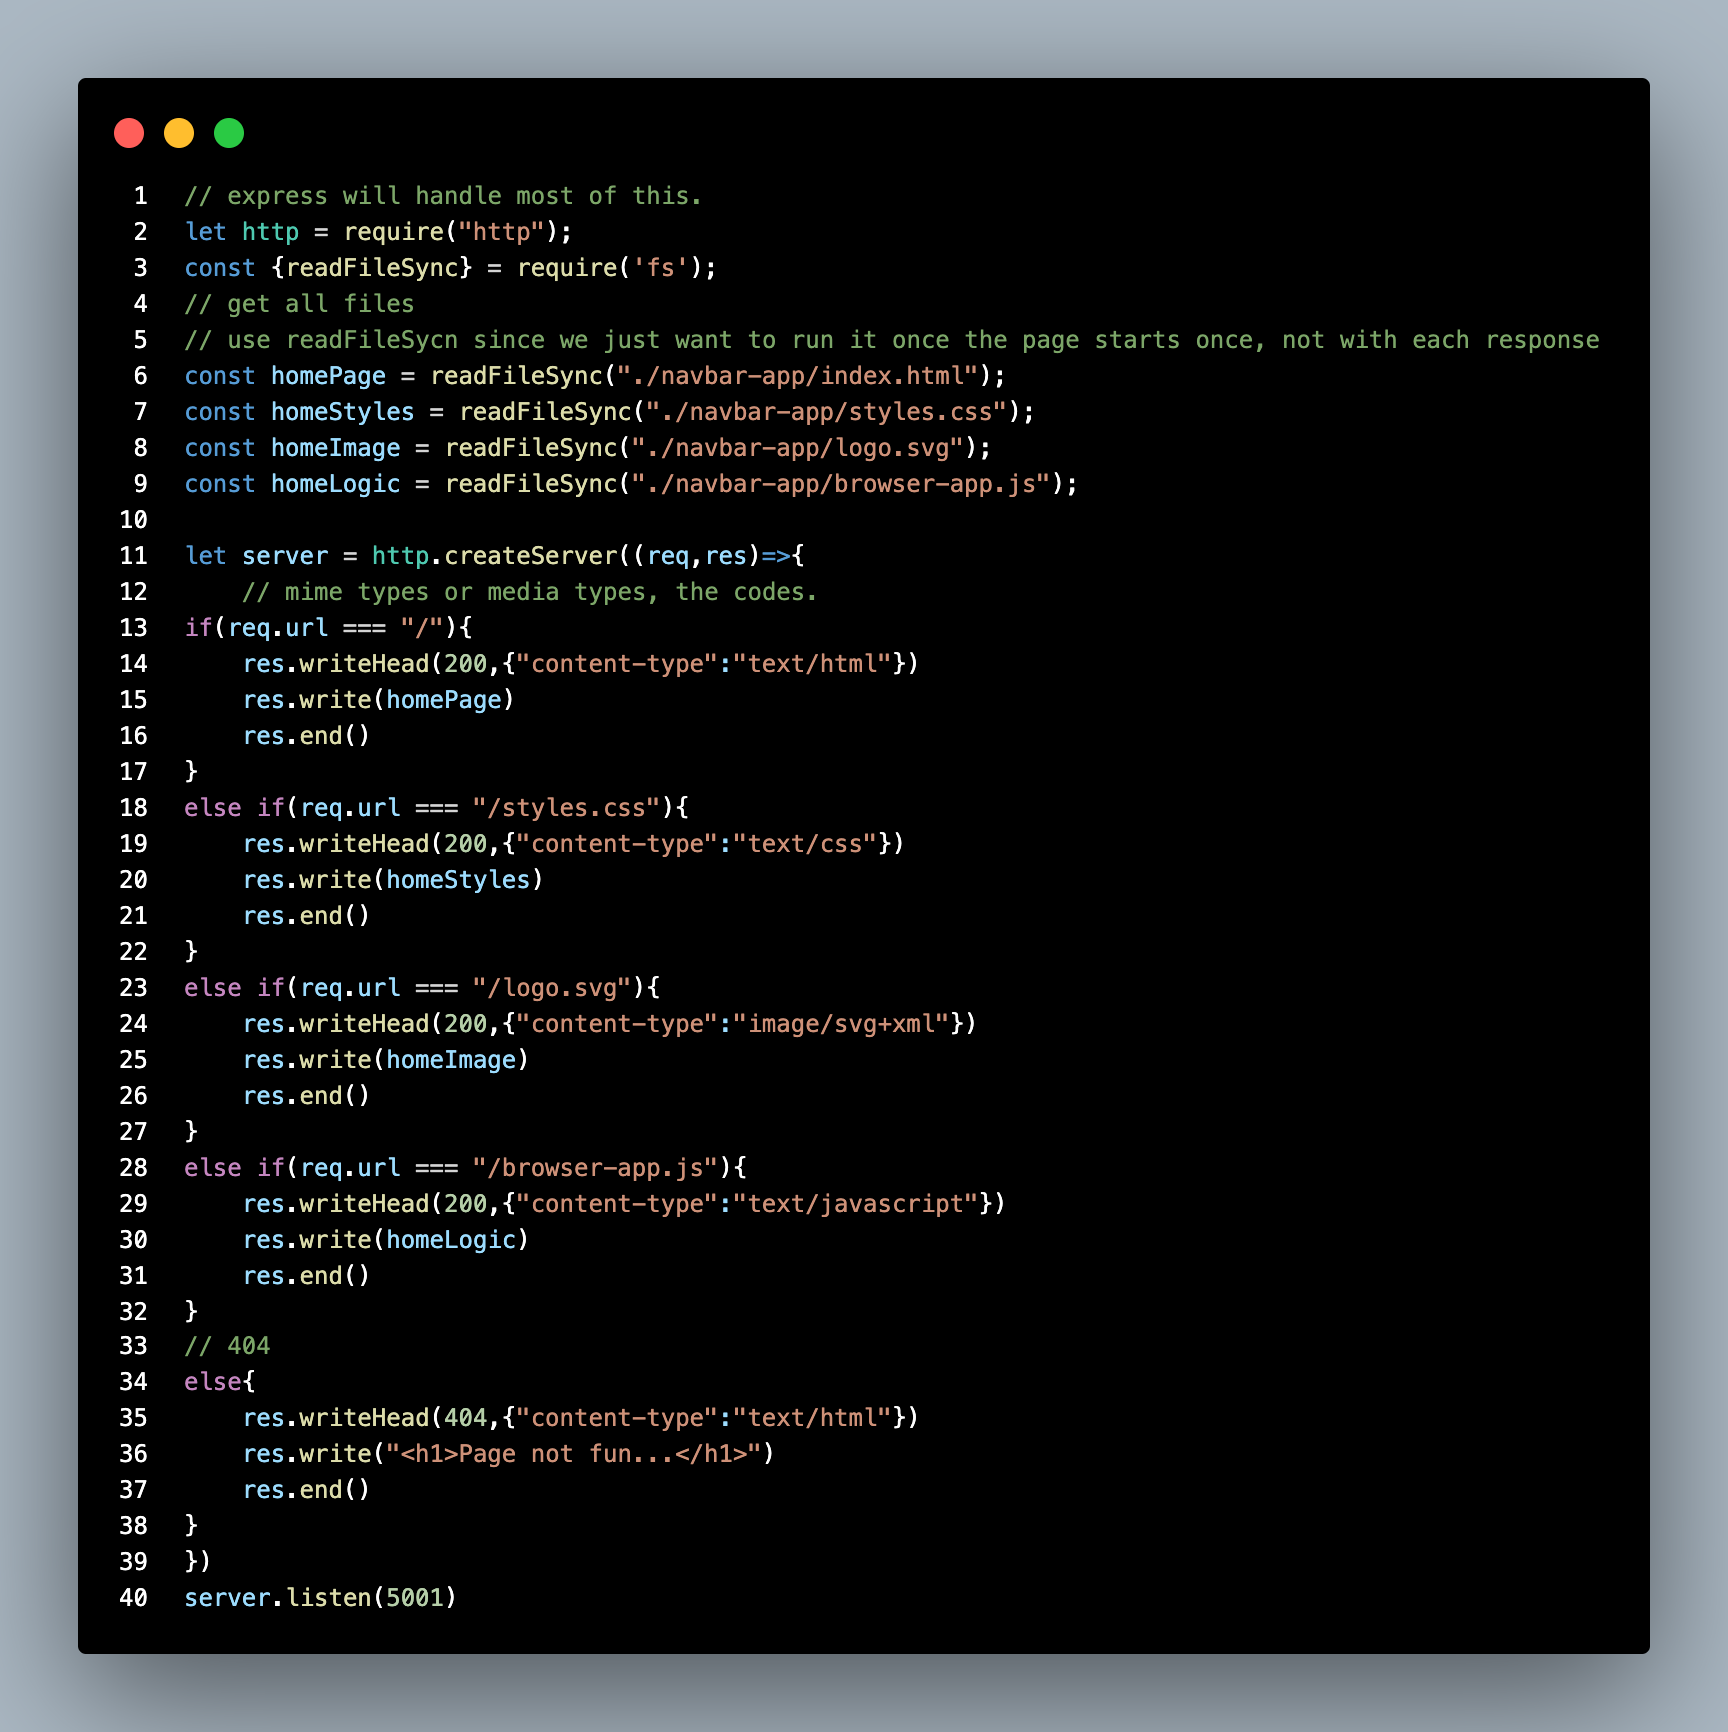 1 // express will handle most of this.
2 let http = require("http");
3 const {readFileSync} = require('fs');
4 // get all files
5 // use readFileSycn since we just want to run it once the page starts once, not with each response
6 const homePage = readFileSync("./navbar-app/index.html");
7 const homeStyles = readFileSync("./navbar-app/styles.css");
8 const homeImage = readFileSync("./navbar-app/logo.svg");
9 const homeLogic = readFileSync("./navbar-app/browser-app.js");
10
11 let server = http.createServer((req,res)=>{
12     // mime types or media types, the codes.
13 if(req.url === "/"){
14     res.writeHead(200,{"content-type":"text/html"})
15     res.write(homePage)
16     res.end()
17 }
18 else if(req.url === "/styles.css"){
19     res.writeHead(200,{"content-type":"text/css"})
20     res.write(homeStyles)
21     res.end()
22 }
23 else if(req.url === "/logo.svg"){
24     res.writeHead(200,{"content-type":"image/svg+xml"})
25     res.write(homeImage)
26     res.end()
27 }
28 else if(req.url === "/browser-app.js"){
29     res.writeHead(200,{"content-type":"text/javascript"})
30     res.write(homeLogic)
31     res.end()
32 }
33 // 404
34 else{
35     res.writeHead(404,{"content-type":"text/html"})
36     res.write("<h1>Page not fun...</h1>")
37     res.end()
38 }
39 })
40 server.listen(5001)